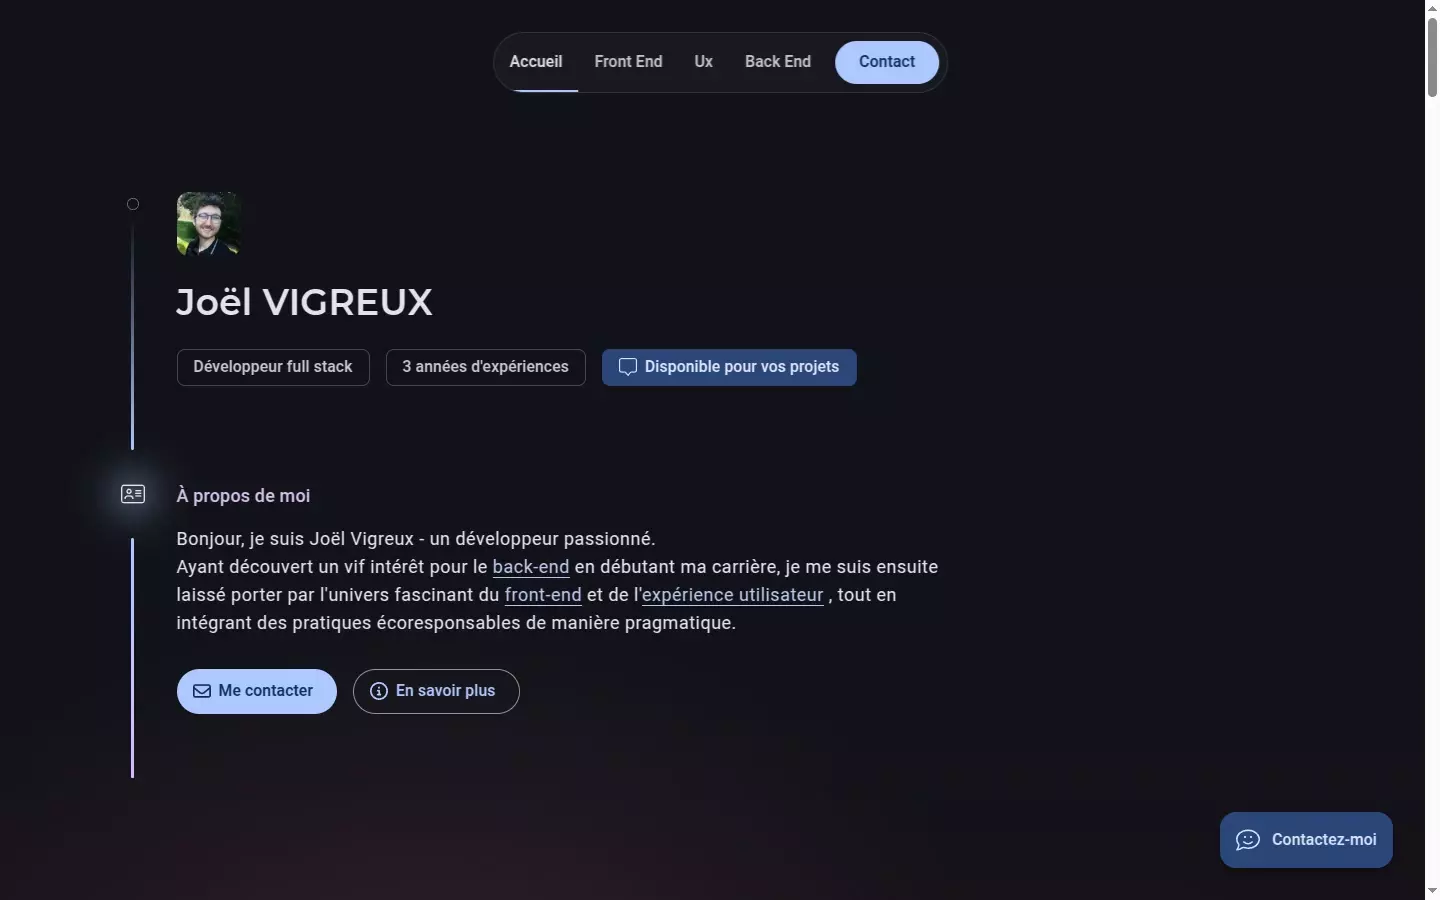 Accueil Front End Ux Back End Contact
Joël VIGREUX
Développeur full stack 3 années d'expériences Disponible pour vos projets
À propos de moi
Bonjour, je suis Joël Vigreux - un développeur passionné.
Ayant découvert un vif intérêt pour le back-end en débutant ma carrière, je me suis ensuite
laissé porter par l'univers fascinant du front-end et de l'expérience utilisateur , tout en
intégrant des pratiques écoresponsables de manière pragmatique.
Me contacter En savoir plus
Contactez-moi